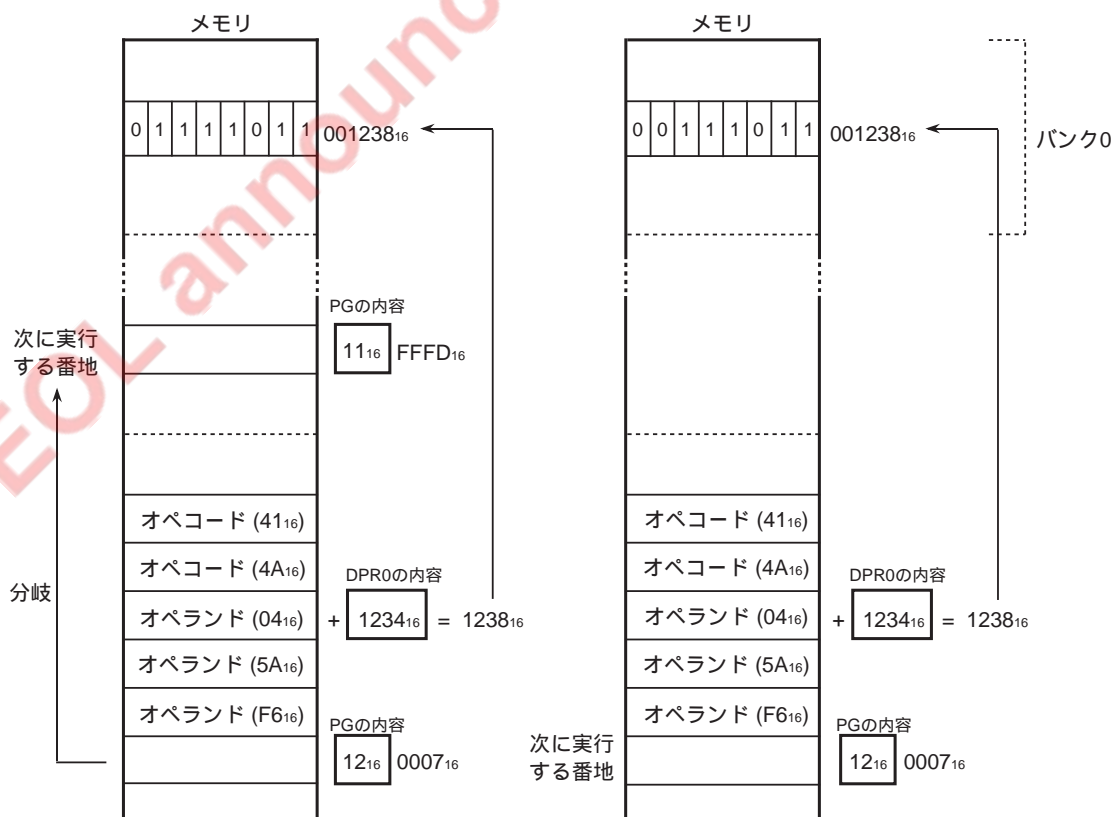 メモリ
0 1 1 1 1 0 1 1 001238₁₆
PGの内容
次に実行
する番地
11₁₆ FFFD₁₆
オペコード (41₁₆)
オペコード (4A₁₆)
DPR0の内容
分岐
オペランド (04₁₆) + 1234₁₆ = 1238₁₆
オペランド (5A₁₆)
オペランド (F6₁₆)
PGの内容
12₁₆ 0007₁₆
メモリ
0 0 1 1 1 0 1 1 001238₁₆
バンク0
オペコード (41₁₆)
オペコード (4A₁₆)
DPR0の内容
オペランド (04₁₆) + 1234₁₆ = 1238₁₆
オペランド (5A₁₆)
オペランド (F6₁₆)
PGの内容
次に実行
する番地
12₁₆ 0007₁₆
EOL announc